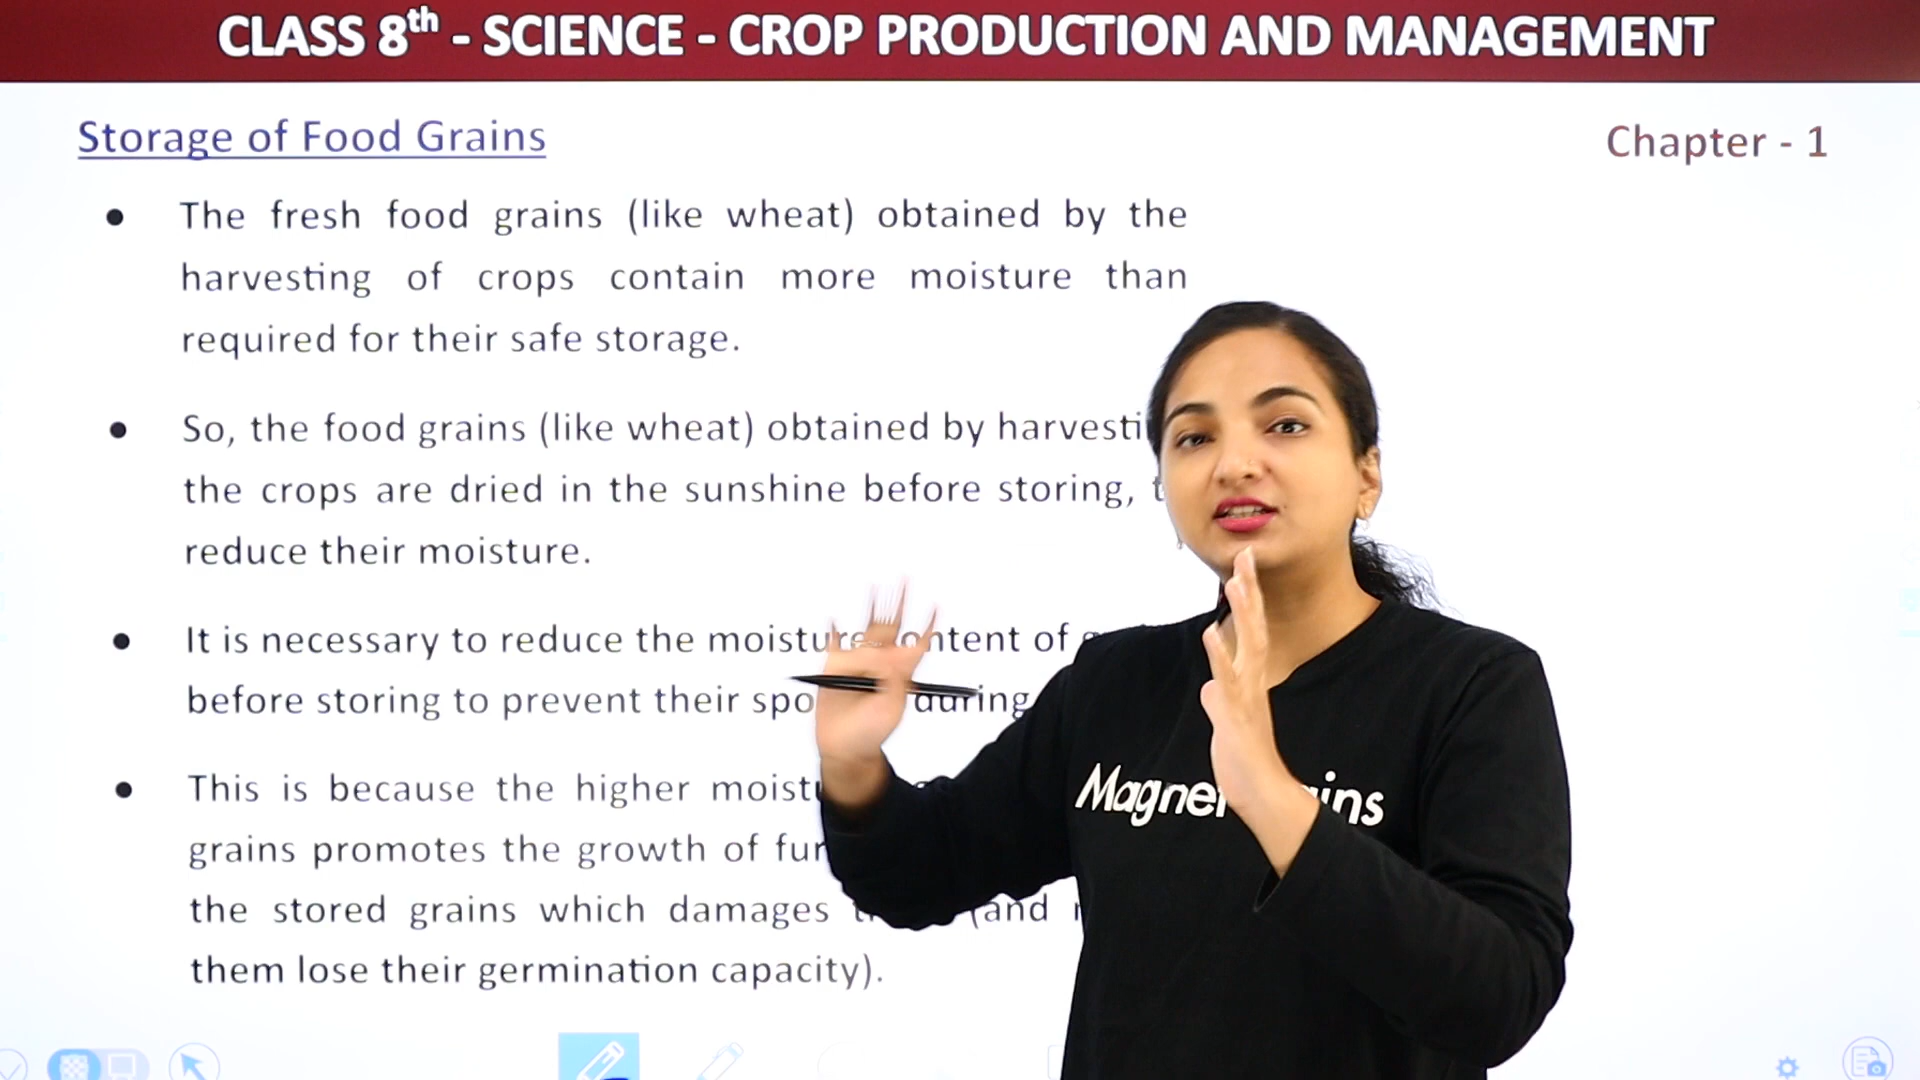 CLASS 8th - SCIENCE - CROP PRODUCTION AND MANAGEMENT
Storage of Food Grains
Chapter - 1
● The fresh food grains (like wheat) obtained by the
harvesting of crops contain more moisture than
required for their safe storage.
● So, the food grains (like wheat) obtained by
the crops are dried in the sunshine before storing,
reduce their moisture.
● It is necessary to reduce the of
before storing to prevent their during
● This is because the higher
grains promotes the growth of
the stored grains which damages (and
them lose their germination capacity).